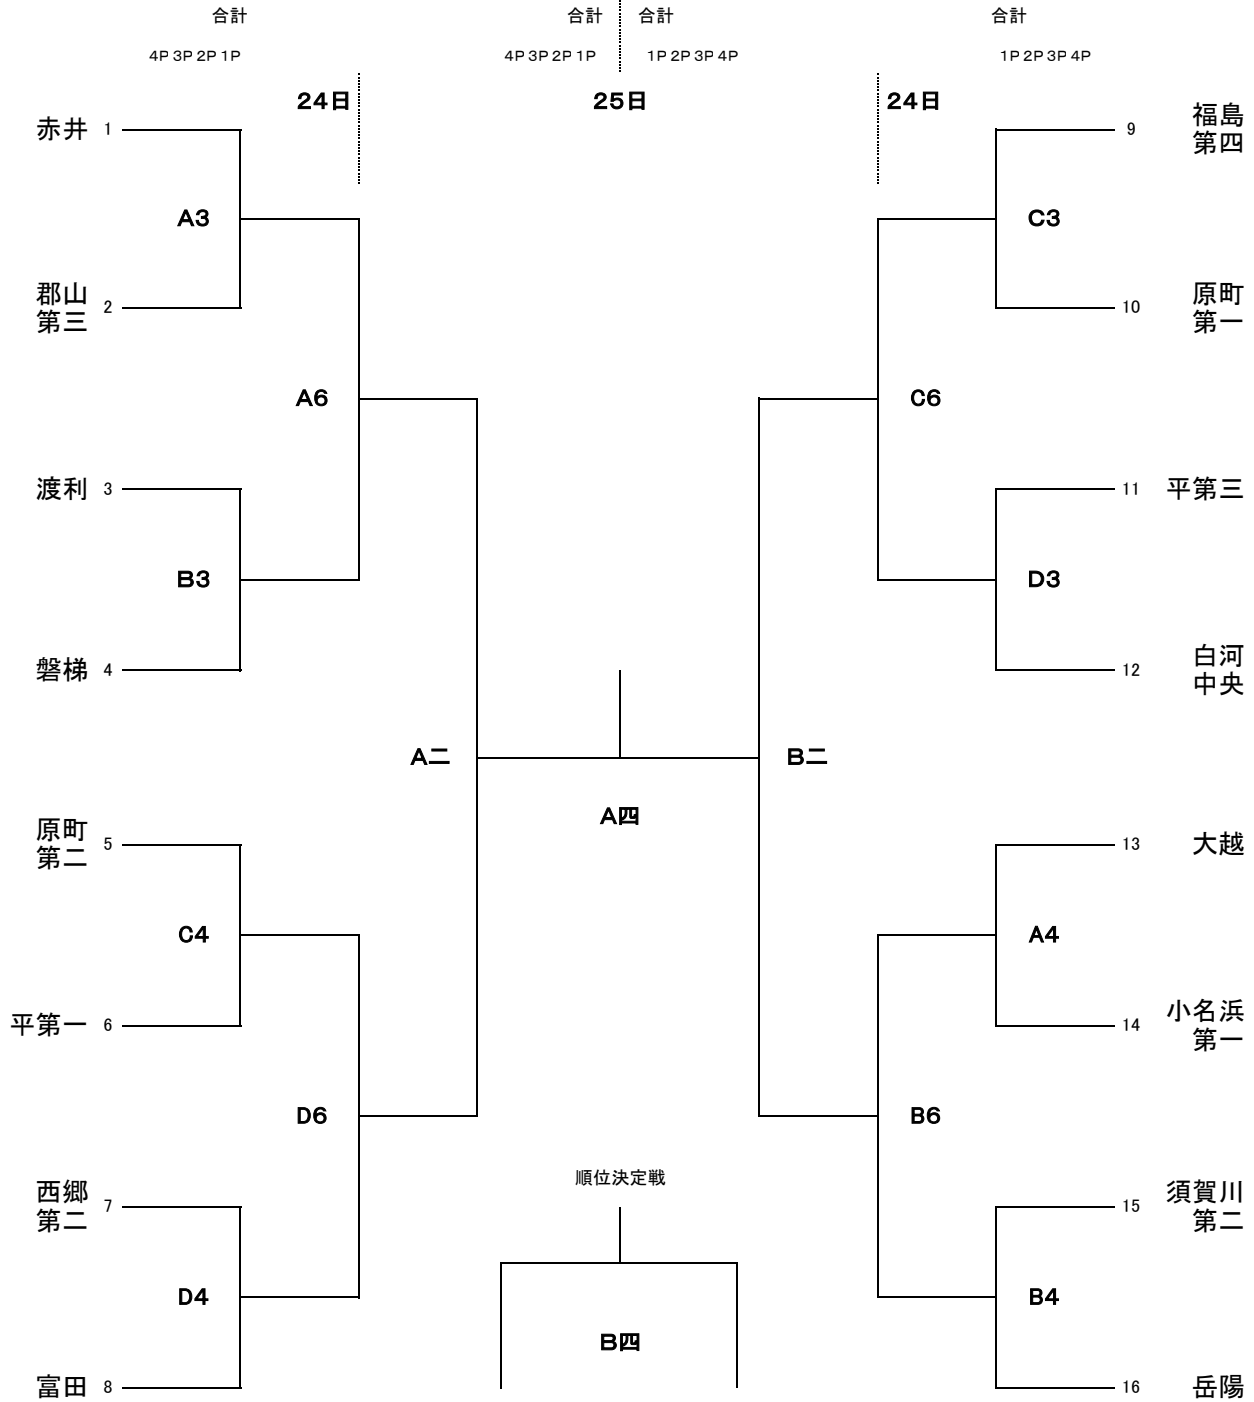 合計 合計 合計 合計
4P 3P 2P 1P 4P 3P 2P 1P 1P 2P 3P 4P 1P 2P 3P 4P
24日 25日 24日
赤井 1
9 福島
第四
A3
C3
郡山
第三 2
10 原町
第一
A6
C6
渡利 3
11 平第三
B3
D3
磐梯 4
12 白河
中央
A二
B二
A四
原町
第二 5
13 大越
C4
A4
平第一 6
14 小名浜
第一
D6
B6
順位決定戦
西郷
第二 7
15 須賀川
第二
D4
B4
B四
富田 8
16 岳陽